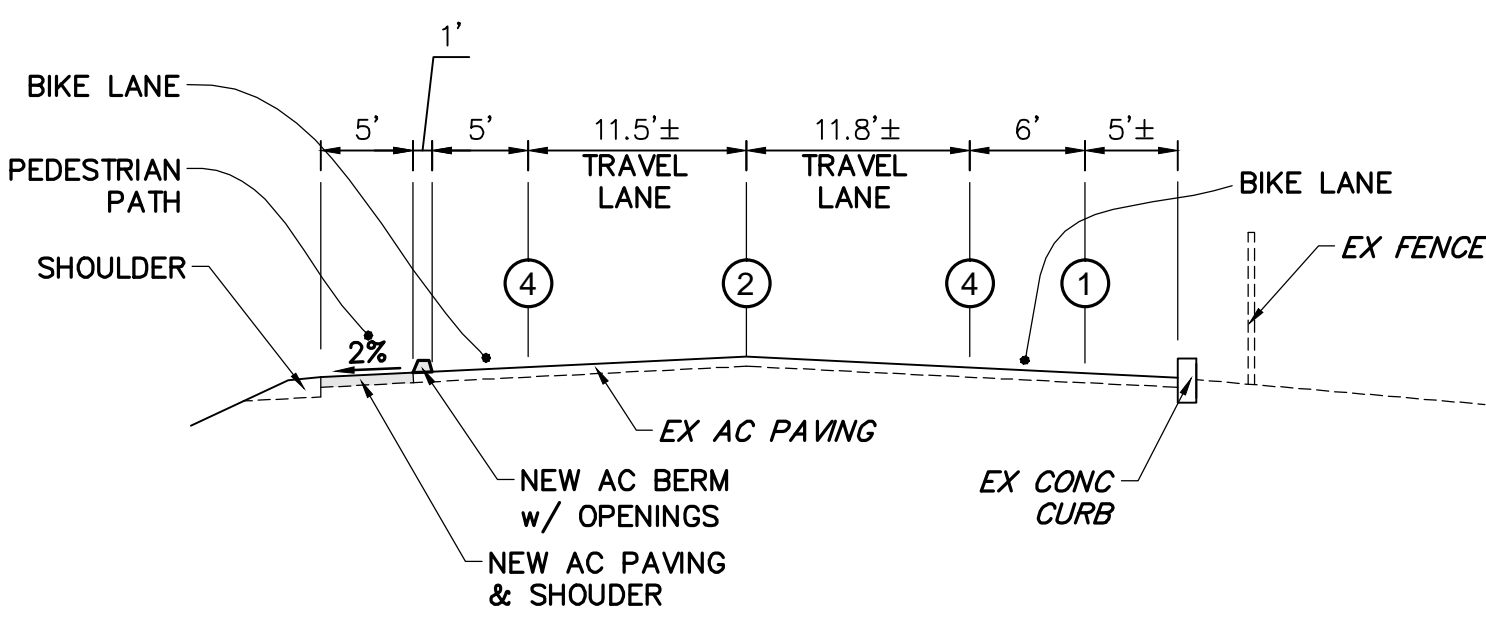 1'
BIKE LANE
5'
5'
11.5'±
11.8'±
6'
5'±
TRAVEL
LANE
TRAVEL
LANE
PEDESTRIAN
PATH
BIKE LANE
SHOULDER
EX FENCE
4
2
4
1
2%
EX AC PAVING
NEW AC BERM
w/ OPENINGS
EX CONC
CURB
NEW AC PAVING
& SHOUDER